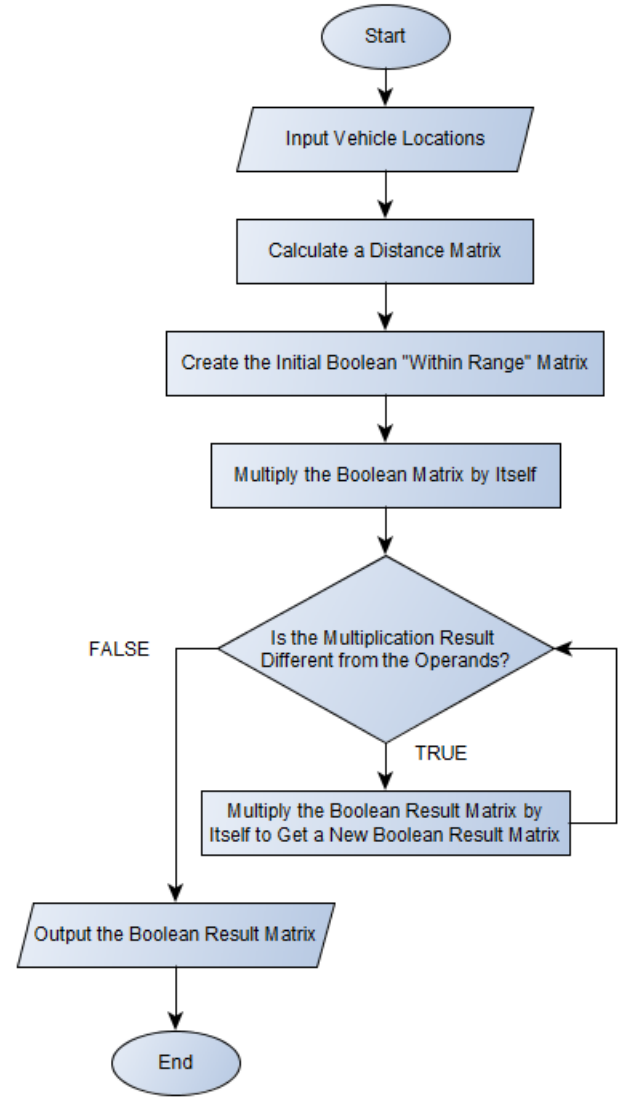 Start
Input Vehicle Locations
Calculate a Distance Matrix
Create the Initial Boolean "Within Range" Matrix
Multiply the Boolean Matrix by Itself
Is the Multiplication Result
Different from the Operands?
FALSE
TRUE
Multiply the Boolean Result Matrix by
Itself to Get a New Boolean Result Matrix
Output the Boolean Result Matrix
End